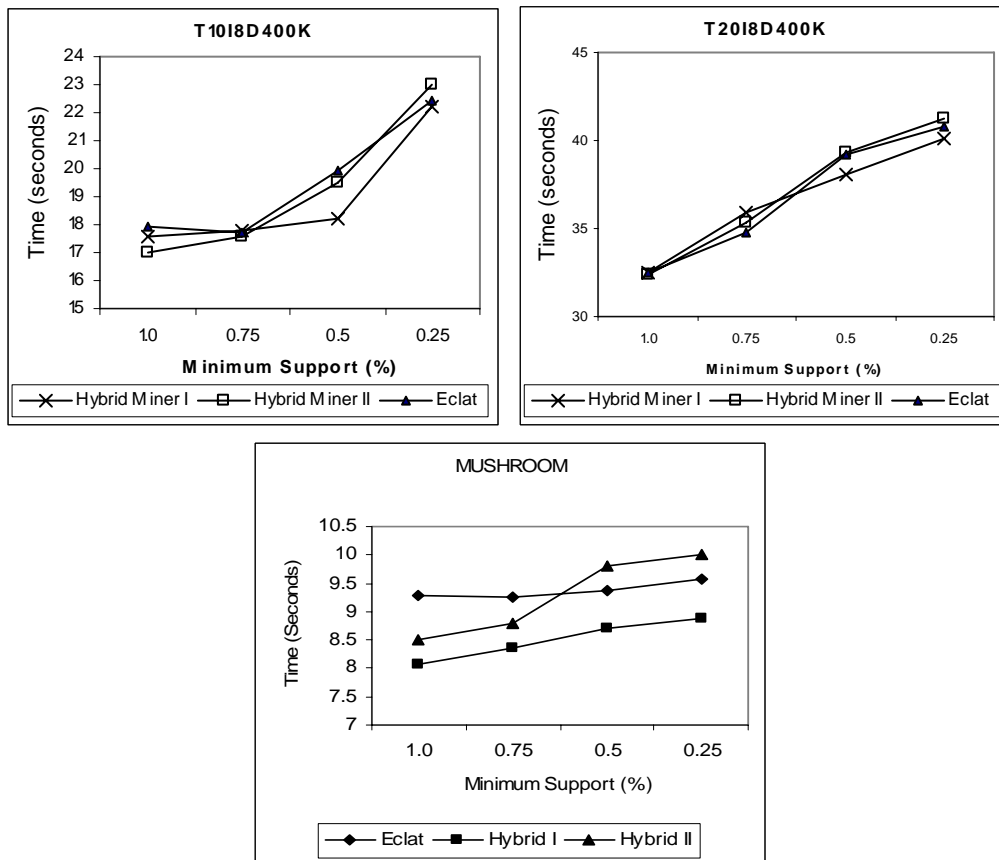 T10I8D400K
24
23
22
21
20
19
18
17
16
15
Time (seconds)
1.0 0.75 0.5 0.25
Minimum Support (%)
Hybrid Miner I Hybrid Miner II Eclat
T20I8D400K
45
40
35
30
Time (seconds)
1.0 0.75 0.5 0.25
Minimum Support (%)
Hybrid Miner I Hybrid Miner II Eclat
MUSHROOM
10.5
10
9.5
9
8.5
8
7.5
7
Time (Seconds)
1.0 0.75 0.5 0.25
Minimum Support (%)
Eclat Hybrid I Hybrid II